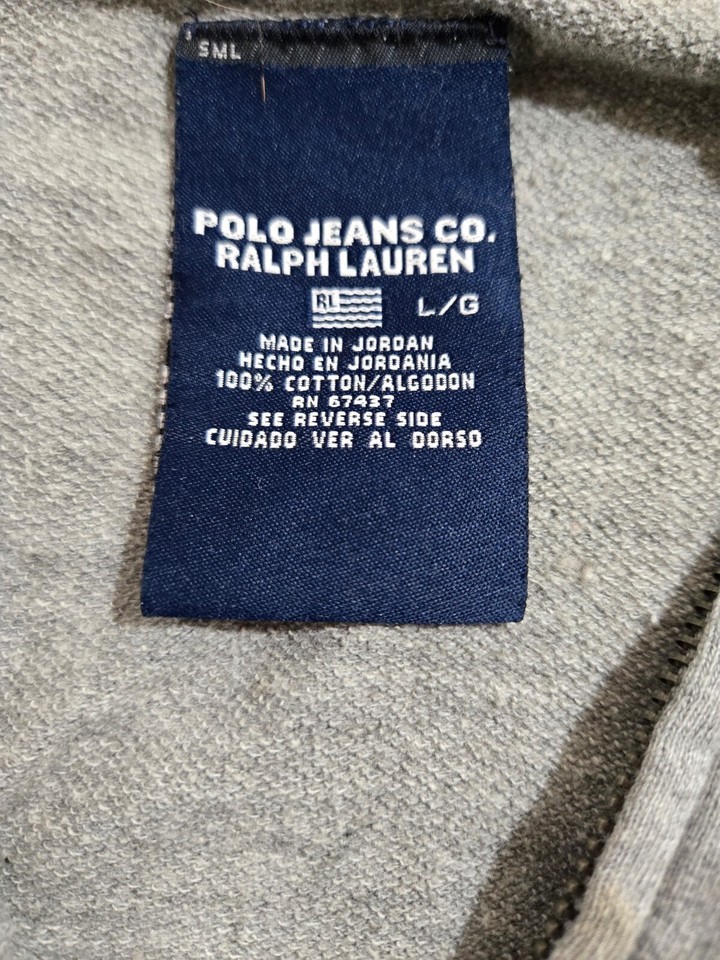 SML
POLO JEANS CO.
RALPH LAUREN
RL L/G
MADE IN JORDAN
HECHO EN JORDANIA
100% COTTON/ALGODON
RN 67437
SEE REVERSE SIDE
CUIDADO VER AL DORSO